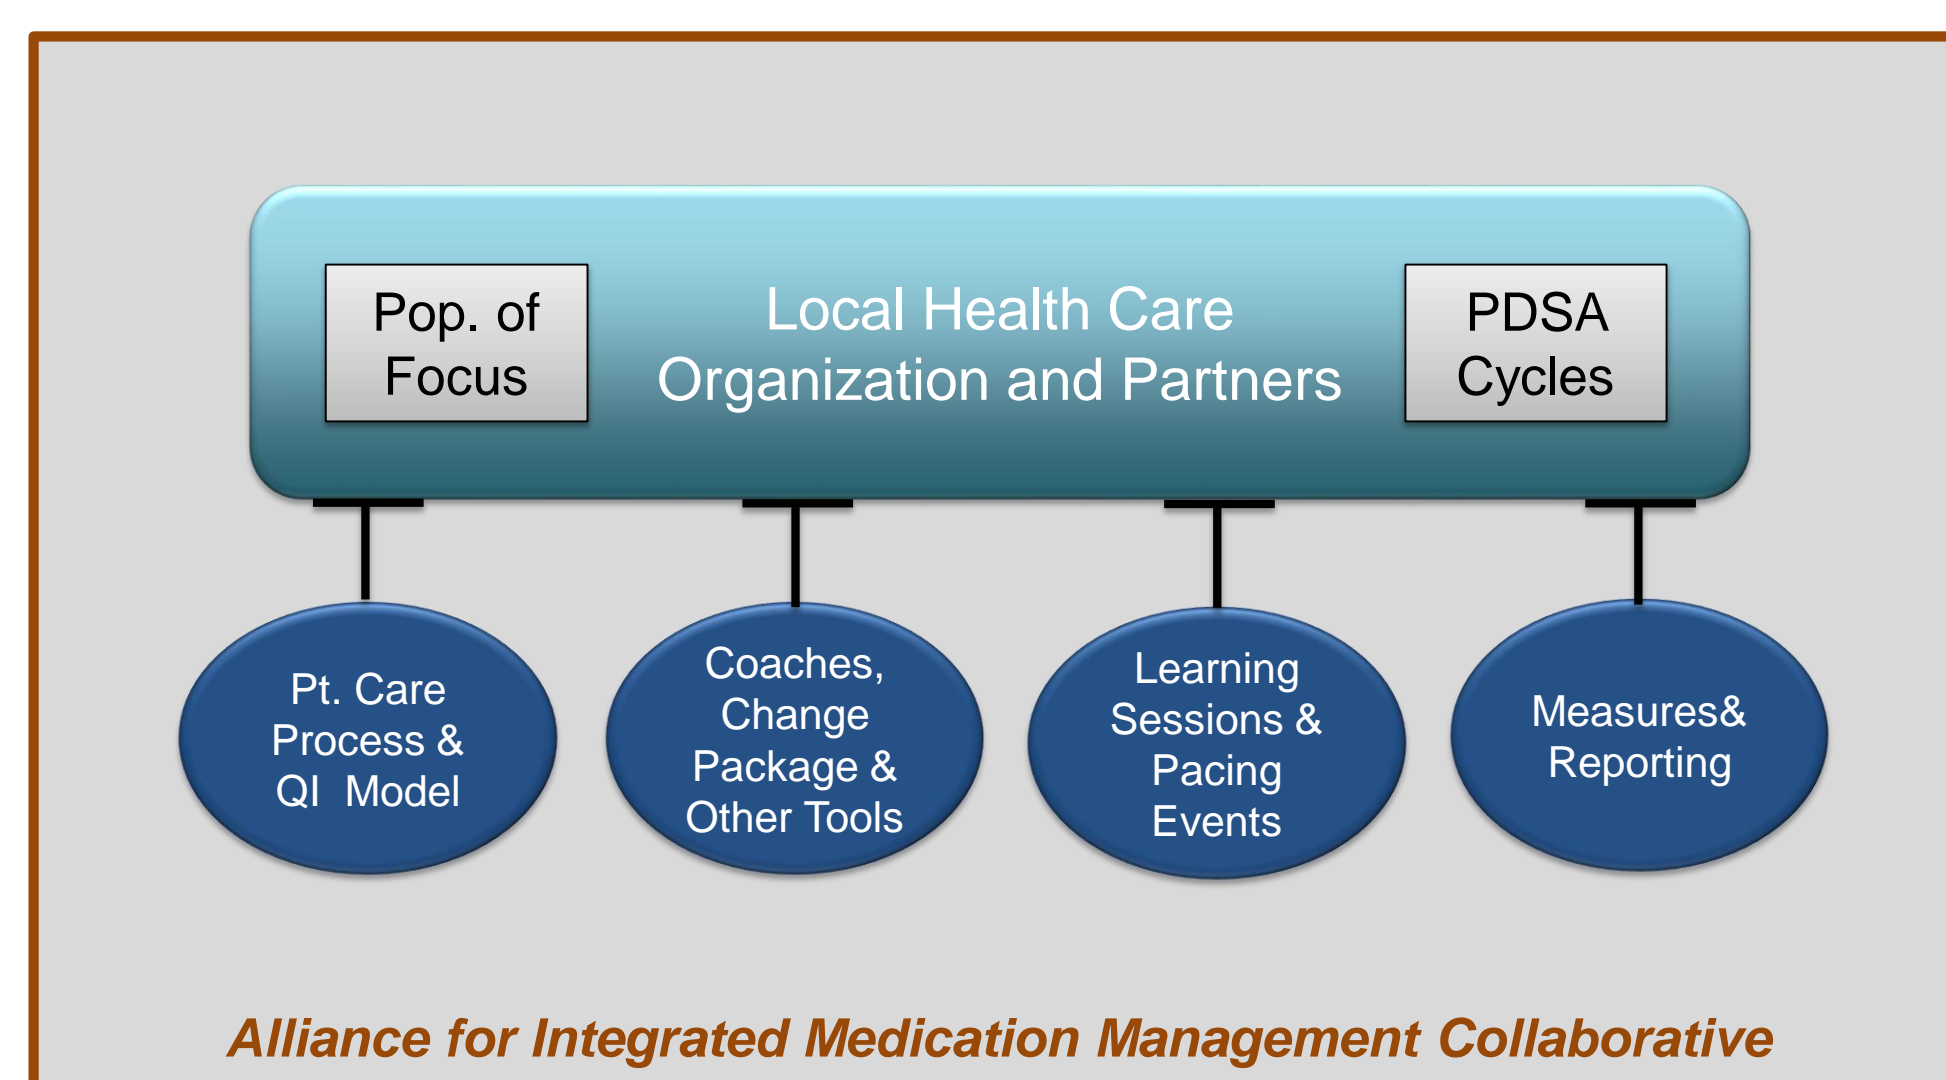 Pop. of
Focus
Local Health Care
Organization and Partners
PDSA
Cycles
Pt. Care
Process &
QI  Model
Coaches,
Change
Package &
Other Tools
Learning
Sessions &
Pacing
Events
Measures&
Reporting
Alliance for Integrated Medication Management Collaborative